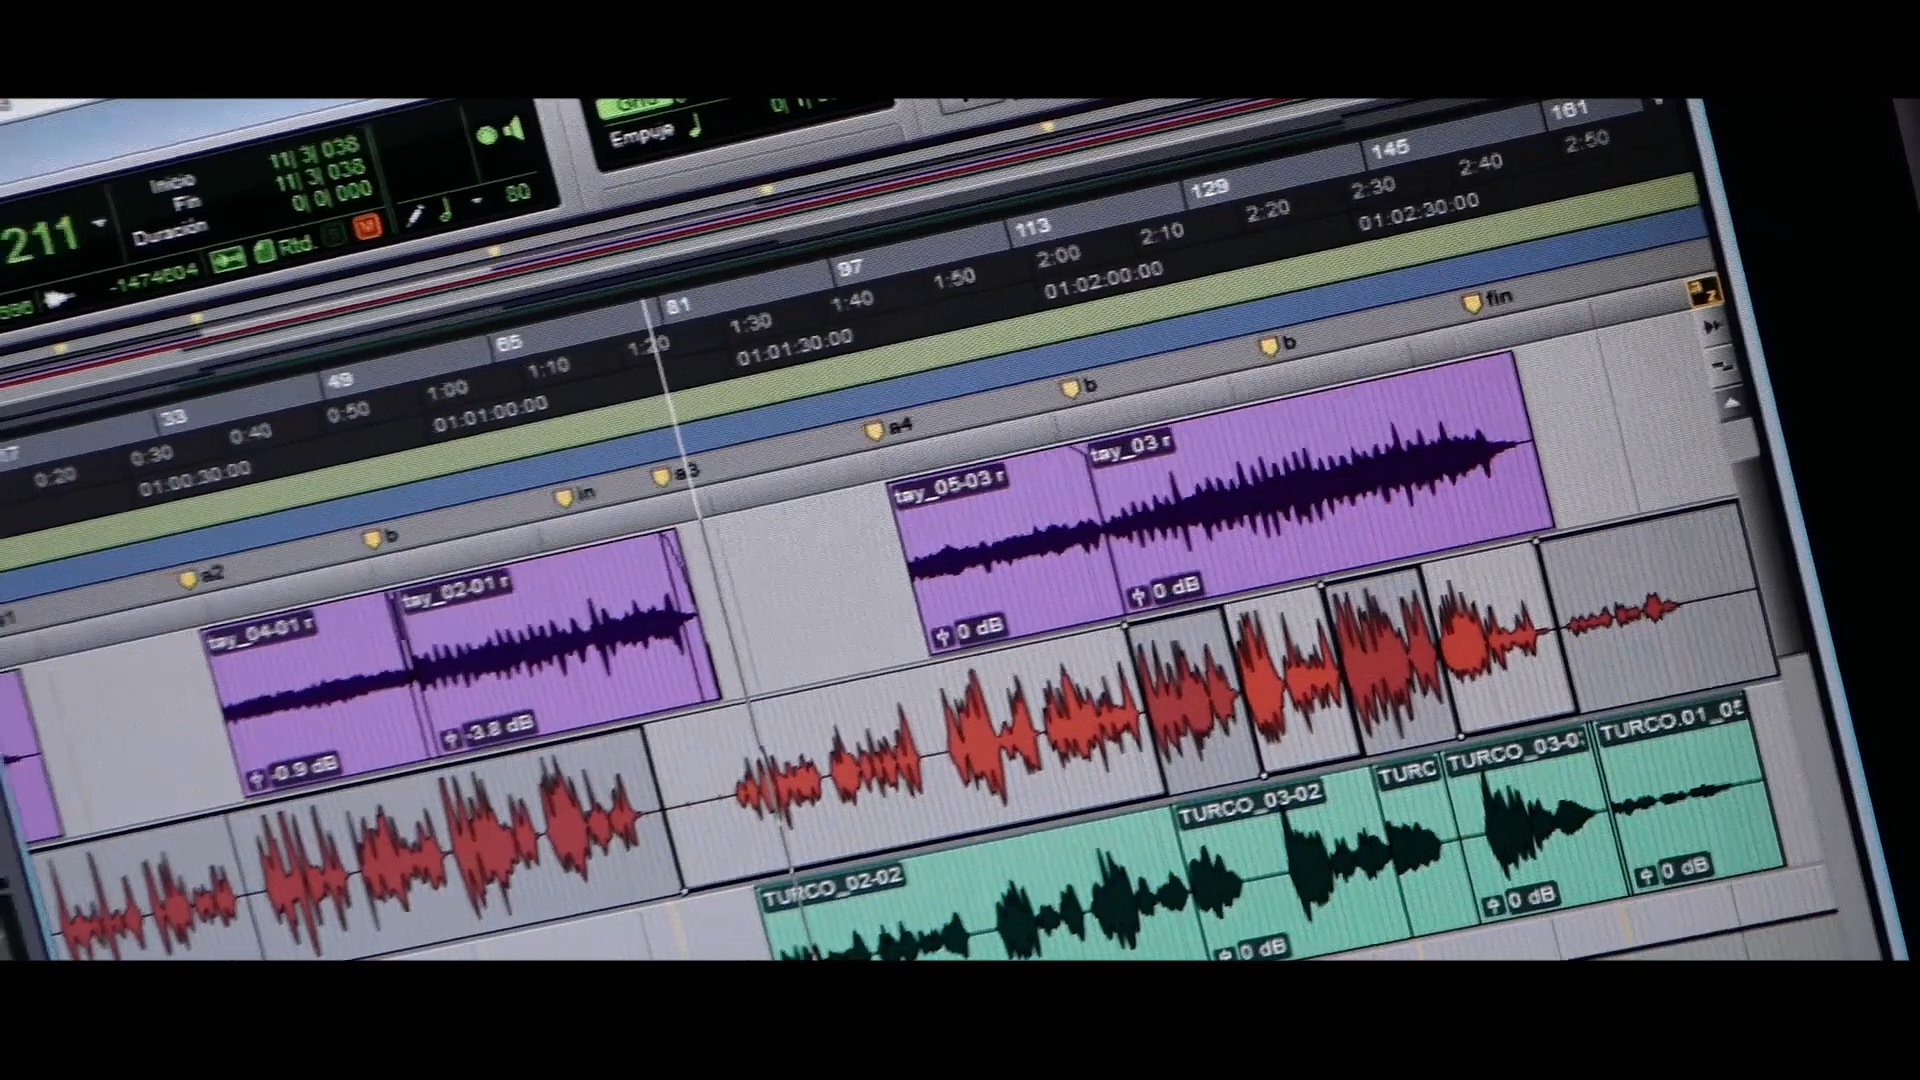 Inicio 11| 3| 038
Fin 11| 3| 038
Duración 0| 0| 000
211
-1474604
Rtd.
M
80
Empuje
33 49 65 81 97 113 129 145 161
0:20 0:30 0:40 0:50 1:00 1:10 1:20 1:30 1:40 1:50 2:00 2:10 2:20 2:30 2:40 2:50
01:00:30:00 01:01:00:00 01:01:30:00 01:02:00:00 01:02:30:00
a2 b in a3 a4 b b fin
a z
tay_04-01 r
-0.9 dB
tay_02-01 r
-3.8 dB
tay_05-03 r
0 dB
tay_03 r
0 dB
TURCO_02-02
TURCO_03-02
0 dB
TURC
TURCO_03-0
0 dB
TURCO.01_05
0 dB